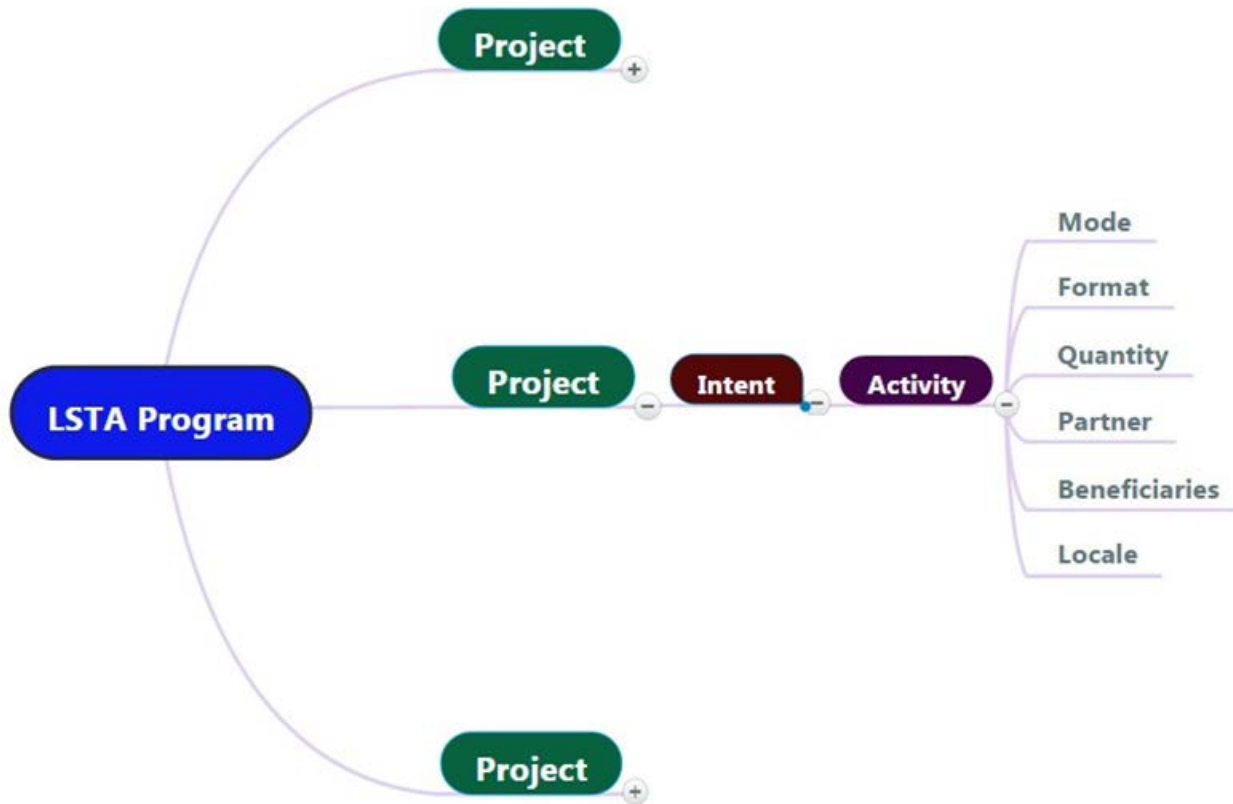 Project
Mode
Format
Quantity
LSTA Program
Project
Intent
Activity
Partner
Beneficiaries
Locale
Project